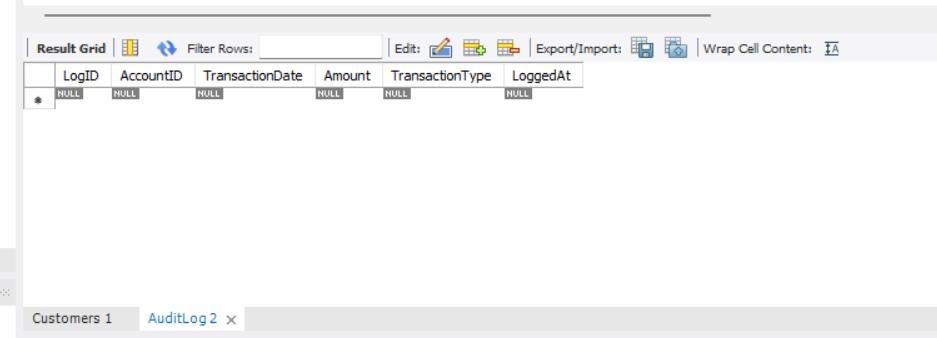 Result Grid Filter Rows: Edit: Export/Import: Wrap Cell Content: IA
LogID AccountID TransactionDate Amount TransactionType LoggedAt
NULL NULL NULL NULL NULL NULL
Customers 1 AuditLog 2